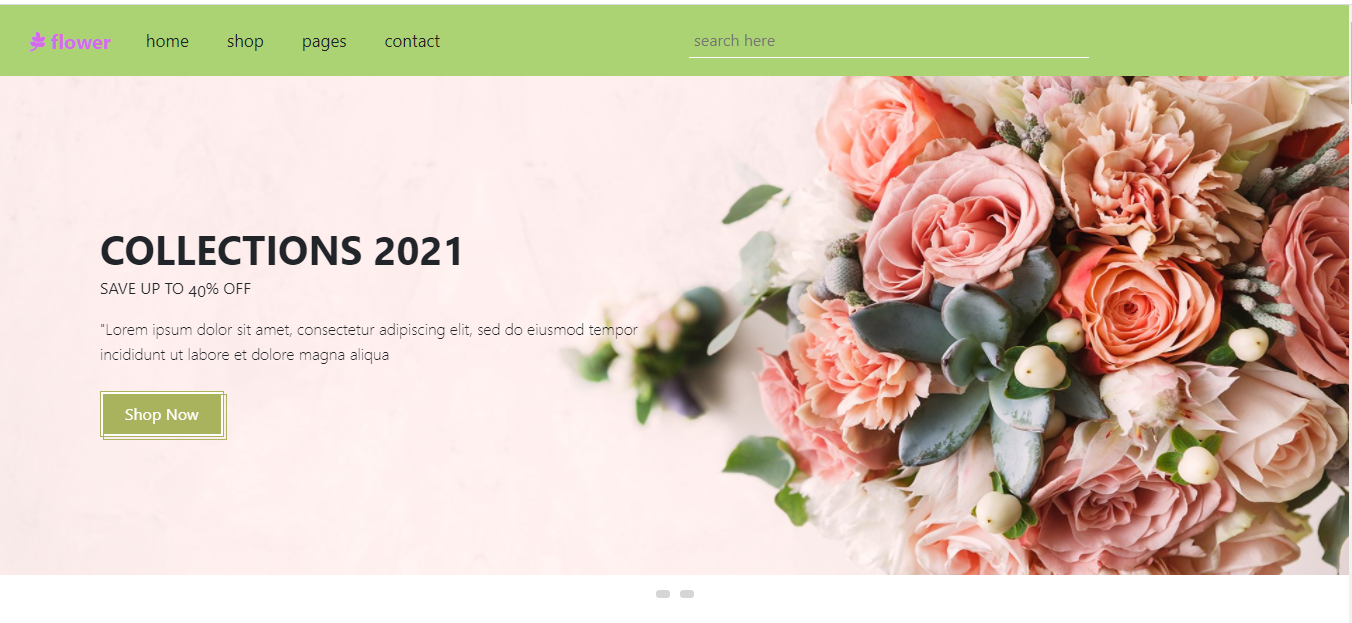 flower
home shop pages contact
search here
COLLECTIONS 2021
SAVE UP TO 40% OFF
"Lorem ipsum dolor sit amet, consectetur adipiscing elit, sed do eiusmod tempor
incididunt ut labore et dolore magna aliqua
Shop Now